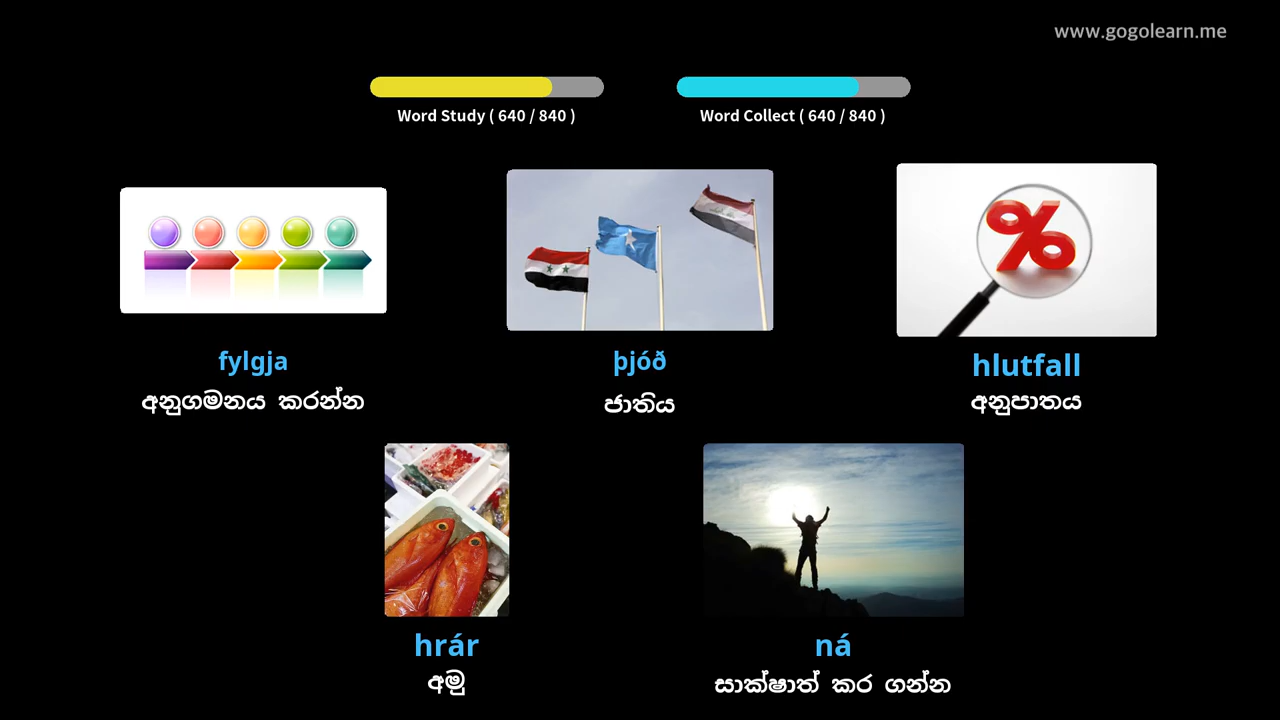 www.gogolearn.me
Word Study ( 640 / 840 )
Word Collect ( 640 / 840 )
fylgja
අනුගමනය කරන්න
þjóð
ජාතිය
hlutfall
අනුපාතය
%
hrár
අමු
ná
සාක්ෂාත් කර ගන්න